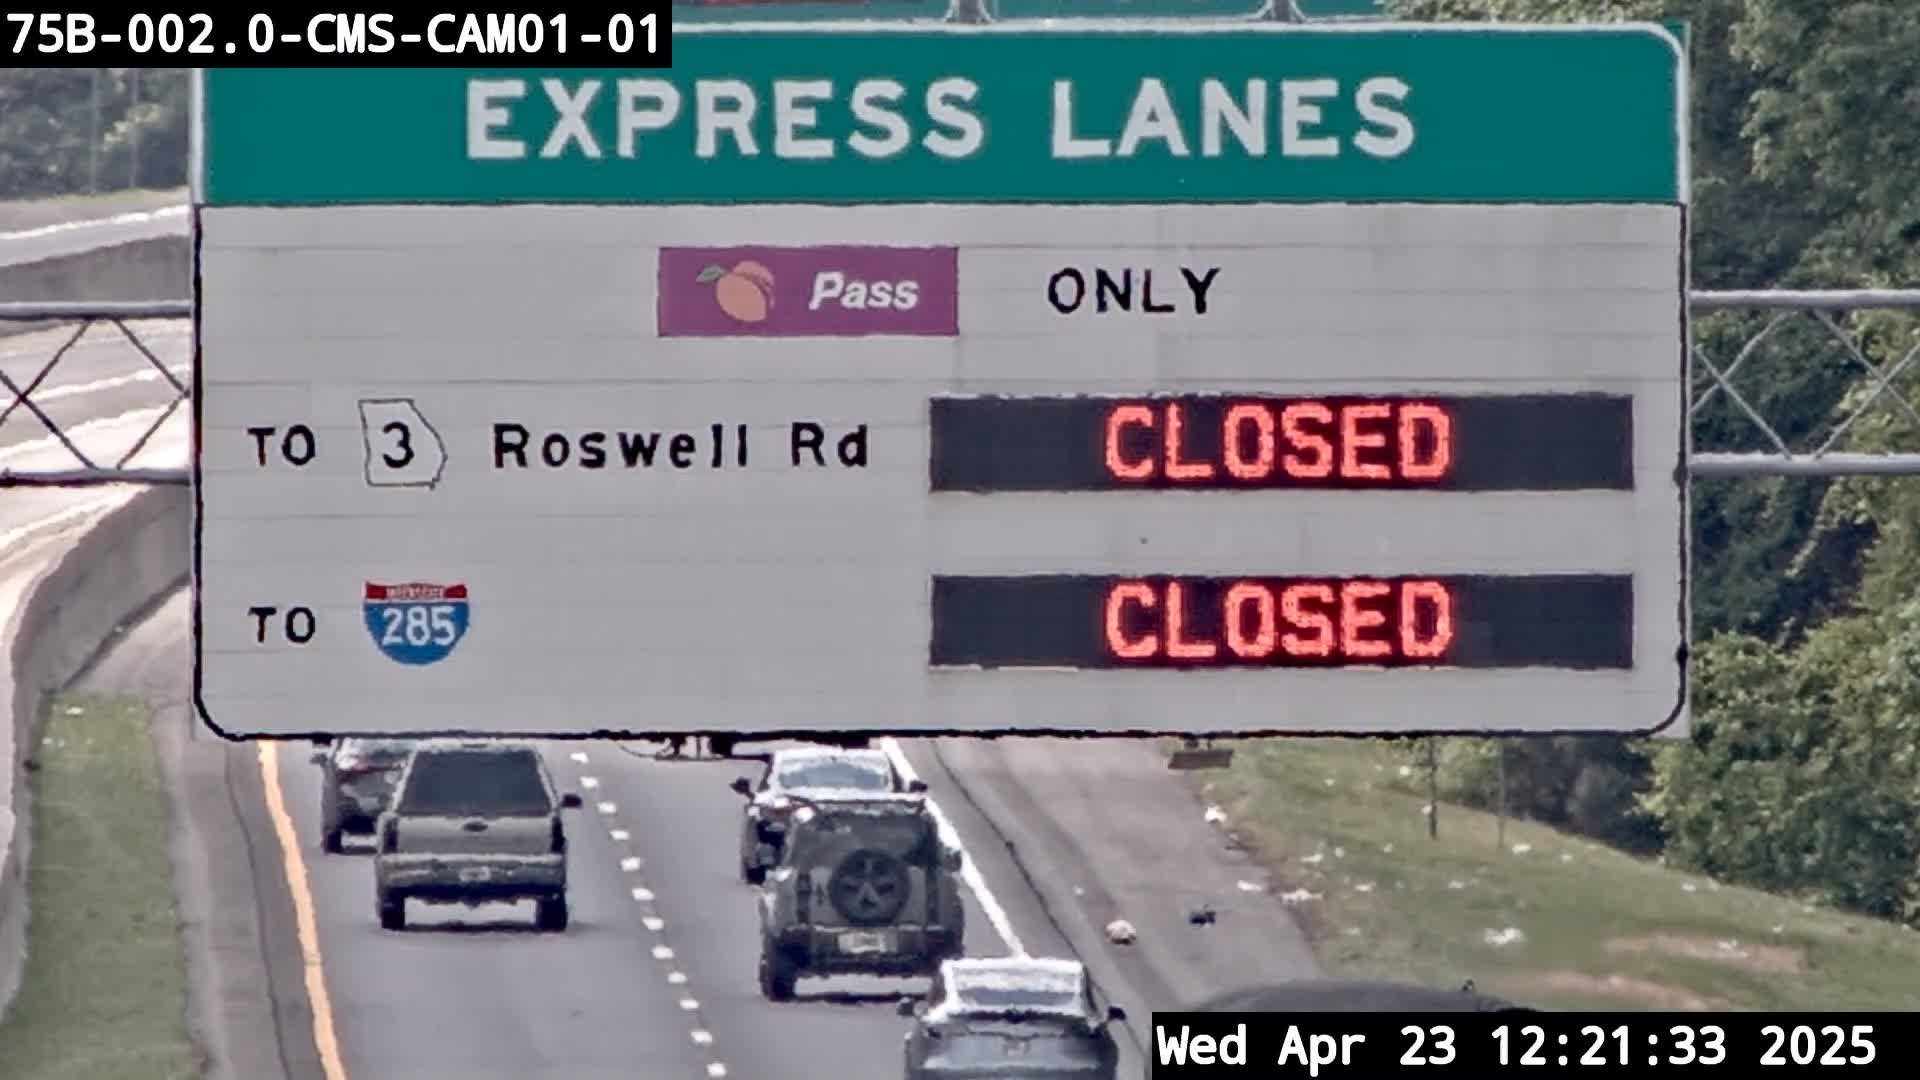 75B-002.0-CMS-CAM01-01
EXPRESS LANES
Pass ONLY
TO 3 Roswell Rd CLOSED
INTERSTATE
TO 285 CLOSED
Wed Apr 23 12:21:33 2025